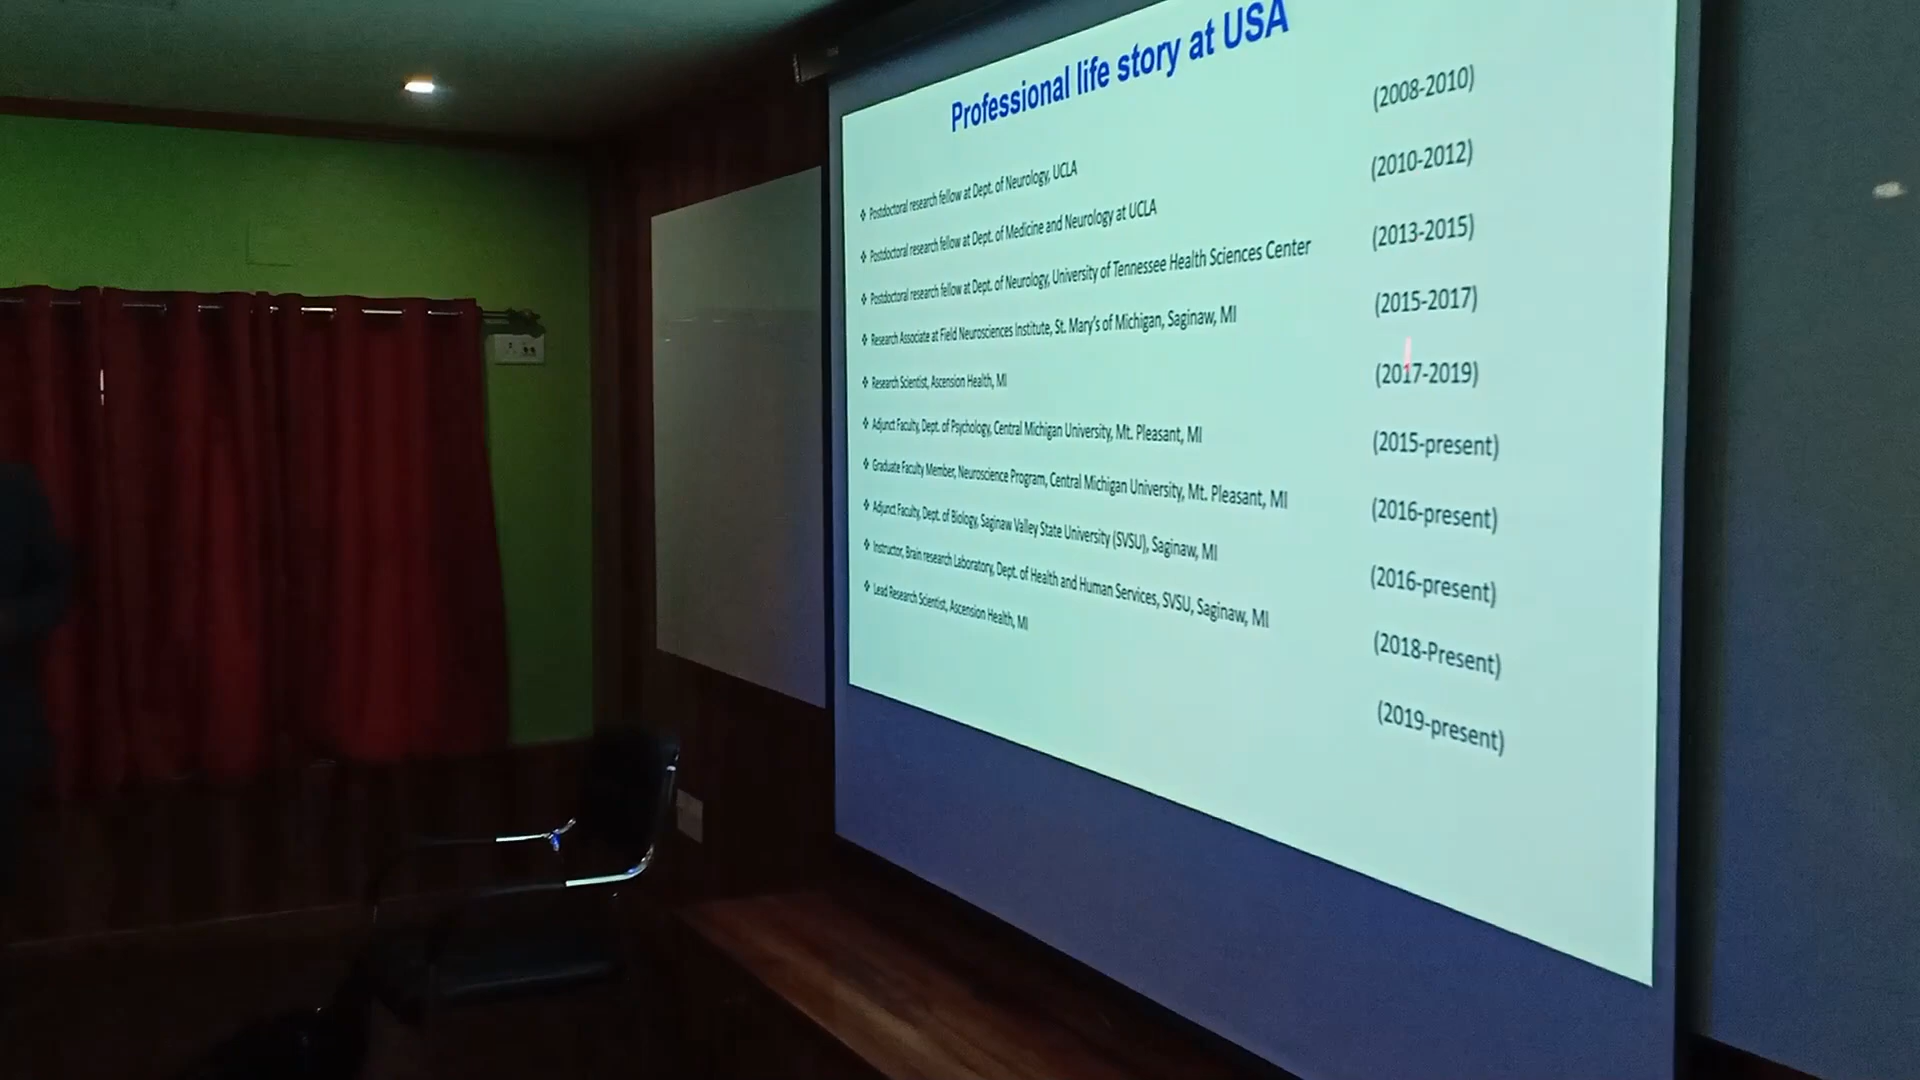 Professional life story at USA
❖ Postdoctoral research fellow at Dept. of Neurology, UCLA (2008-2010)
❖ Postdoctoral research fellow at Dept. of Medicine and Neurology at UCLA (2010-2012)
❖ Postdoctoral research fellow at Dept. of Neurology, University of Tennessee Health Sciences Center (2013-2015)
❖ Research Associate at Field Neurosciences Institute, St. Mary's of Michigan, Saginaw, MI (2015-2017)
❖ Research Scientist, Ascension Health, MI (2017-2019)
❖ Adjunct Faculty, Dept. of Psychology, Central Michigan University, Mt. Pleasant, MI (2015-present)
❖ Graduate Faculty Member, Neuroscience Program, Central Michigan University, Mt. Pleasant, MI (2016-present)
❖ Adjunct Faculty, Dept. of Biology, Saginaw Valley State University (SVSU), Saginaw, MI (2016-present)
❖ Instructor, Brain research Laboratory, Dept. of Health and Human Services, SVSU, Saginaw, MI (2018-Present)
❖ Lead Research Scientist, Ascension Health, MI (2019-present)